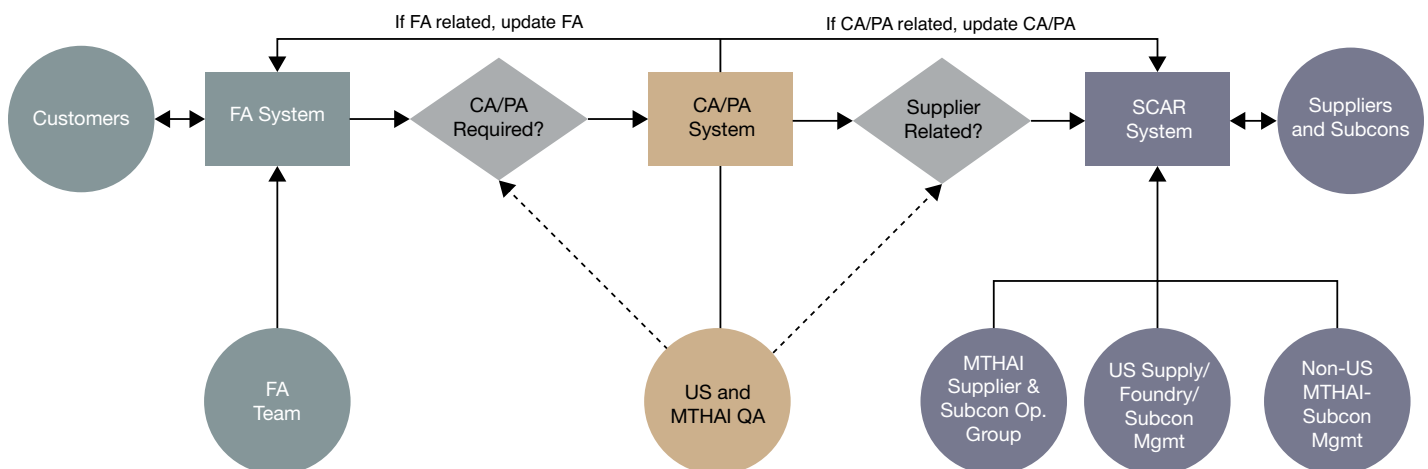 If FA related, update FA
If CA/PA related, update CA/PA
Customers
FA System
CA/PA
Required?
CA/PA
System
Supplier
Related?
SCAR
System
Suppliers
and Subcons
FA
Team
US and
MTHAI QA
MTHAI
Supplier &
Subcon Op.
Group
US Supply/
Foundry/
Subcon
Mgmt
Non-US
MTHAI-
Subcon
Mgmt